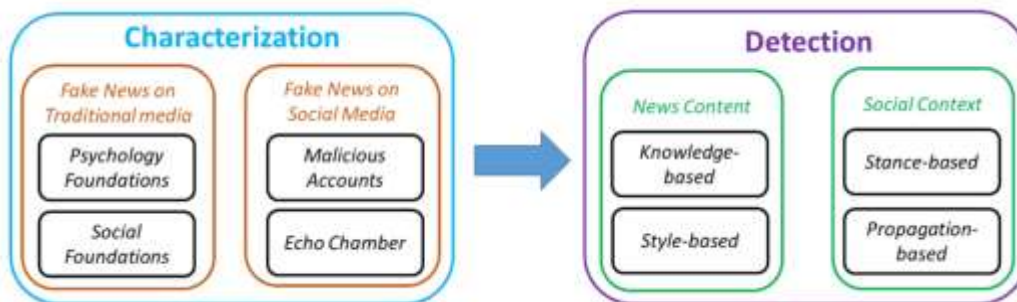 Characterization
Fake News on
Traditional media
Psychology
Foundations
Social
Foundations
Fake News on
Social Media
Malicious
Accounts
Echo Chamber
Detection
News Content
Knowledge-
based
Style-based
Social Context
Stance-based
Propagation-
based